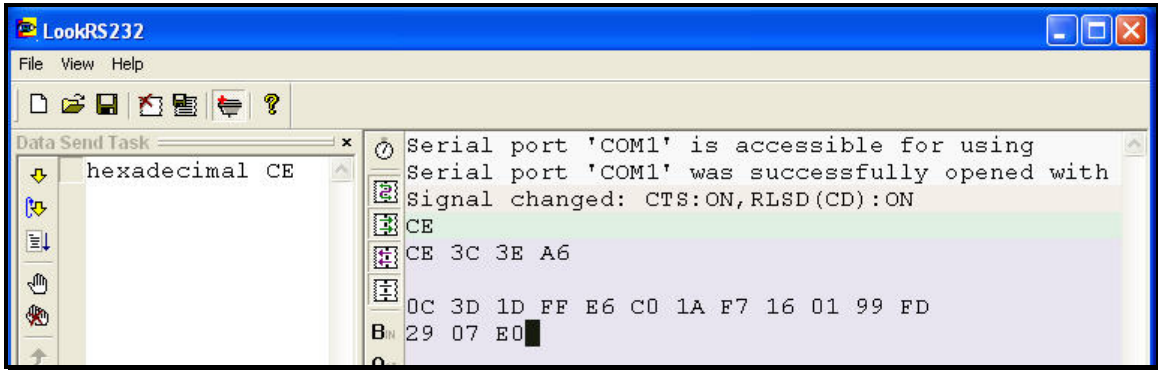 LookRS232
File View Help
Data Send Task
hexadecimal CE
Serial port 'COM1' is accessible for using
Serial port 'COM1' was successfully opened with
Signal changed: CTS:ON,RLSD(CD):ON
CE
CE 3C 3E A6
0C 3D 1D FF E6 C0 1A F7 16 01 99 FD
29 07 E0
BIN